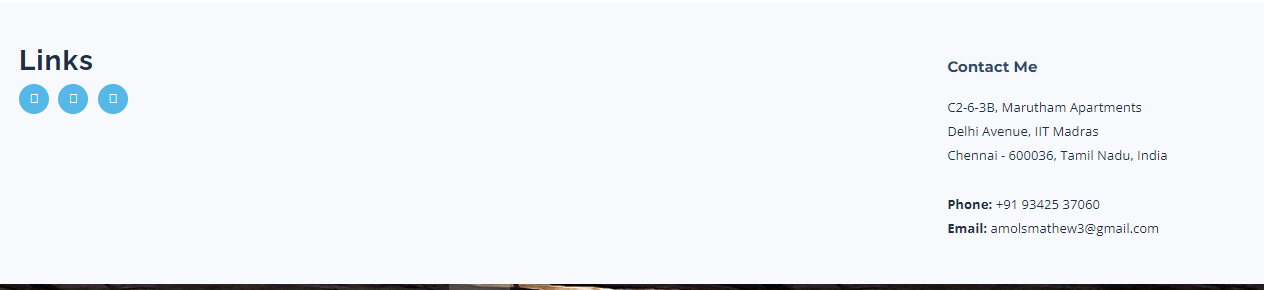 Links
Contact Me
C2-6-3B, Marutham Apartments
Delhi Avenue, IIT Madras
Chennai - 600036, Tamil Nadu, India
Phone: +91 93425 37060
Email: amolsmathew3@gmail.com